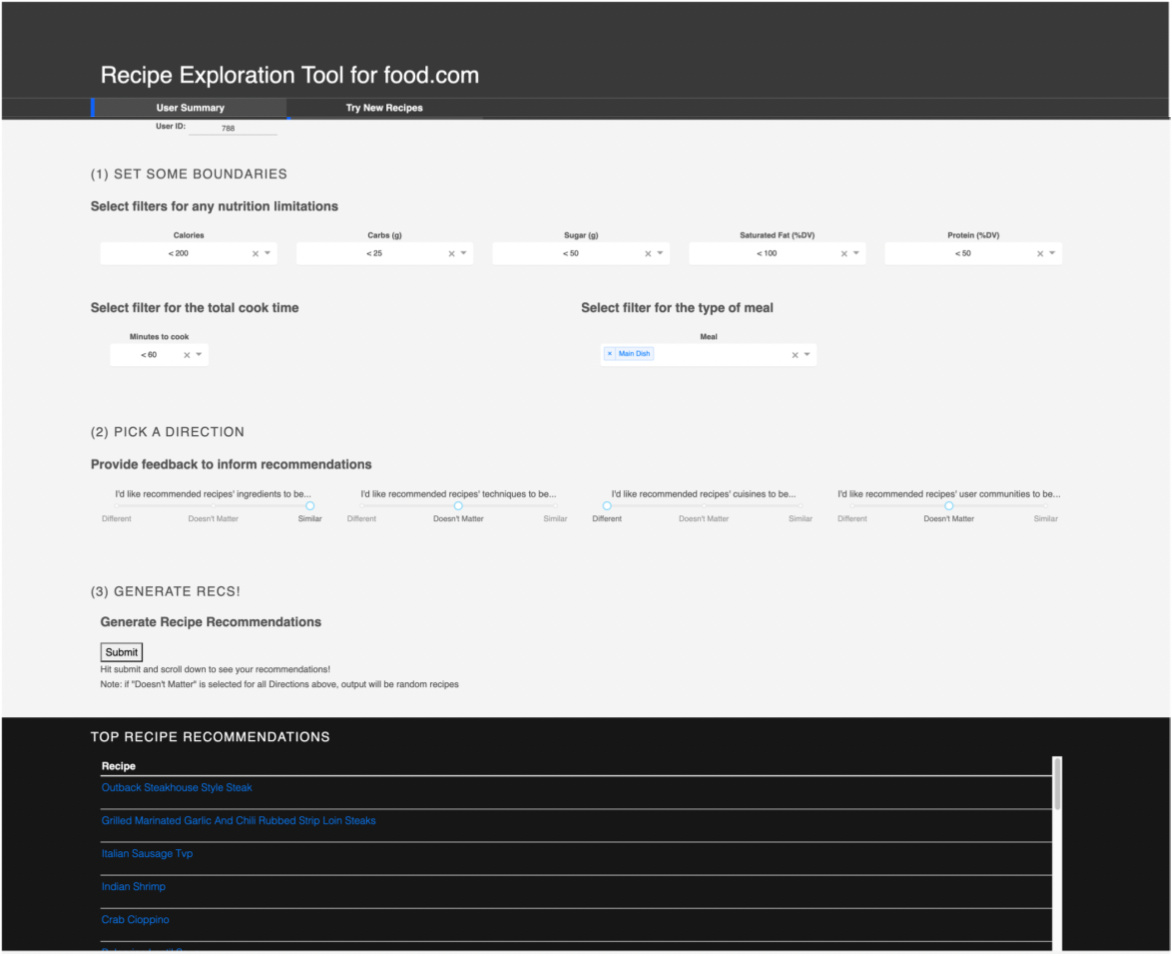 Recipe Exploration Tool for food.com
User Summary Try New Recipes
User ID: 788
(1) SET SOME BOUNDARIES
Select filters for any nutrition limitations
Calories Carbs (g) Sugar (g) Saturated Fat (%DV) Protein (%DV)
< 200 × < 25 × < 50 × < 100 × < 50 ×
Select filter for the total cook time Select filter for the type of meal
Minutes to cook Meal
< 60 × × Main Dish ×
(2) PICK A DIRECTION
Provide feedback to inform recommendations
I'd like recommended recipes' ingredients to be... I'd like recommended recipes' techniques to be... I'd like recommended recipes' cuisines to be... I'd like recommended recipes' user communities to be...
Different Doesn't Matter Similar Different Doesn't Matter Similar Different Doesn't Matter Similar Different Doesn't Matter Similar
(3) GENERATE RECS!
Generate Recipe Recommendations
Submit
Hit submit and scroll down to see your recommendations!
Note: if "Doesn't Matter" is selected for all Directions above, output will be random recipes
TOP RECIPE RECOMMENDATIONS
Recipe
Outback Steakhouse Style Steak
Grilled Marinated Garlic And Chili Rubbed Strip Loin Steaks
Italian Sausage Tvp
Indian Shrimp
Crab Cioppino